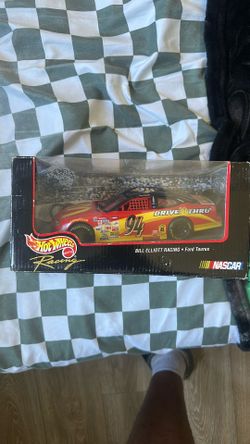 94
DRIVE THRU
Hot Wheels
Racing
BILL ELLIOTT RACING • Ford Taurus
NASCAR